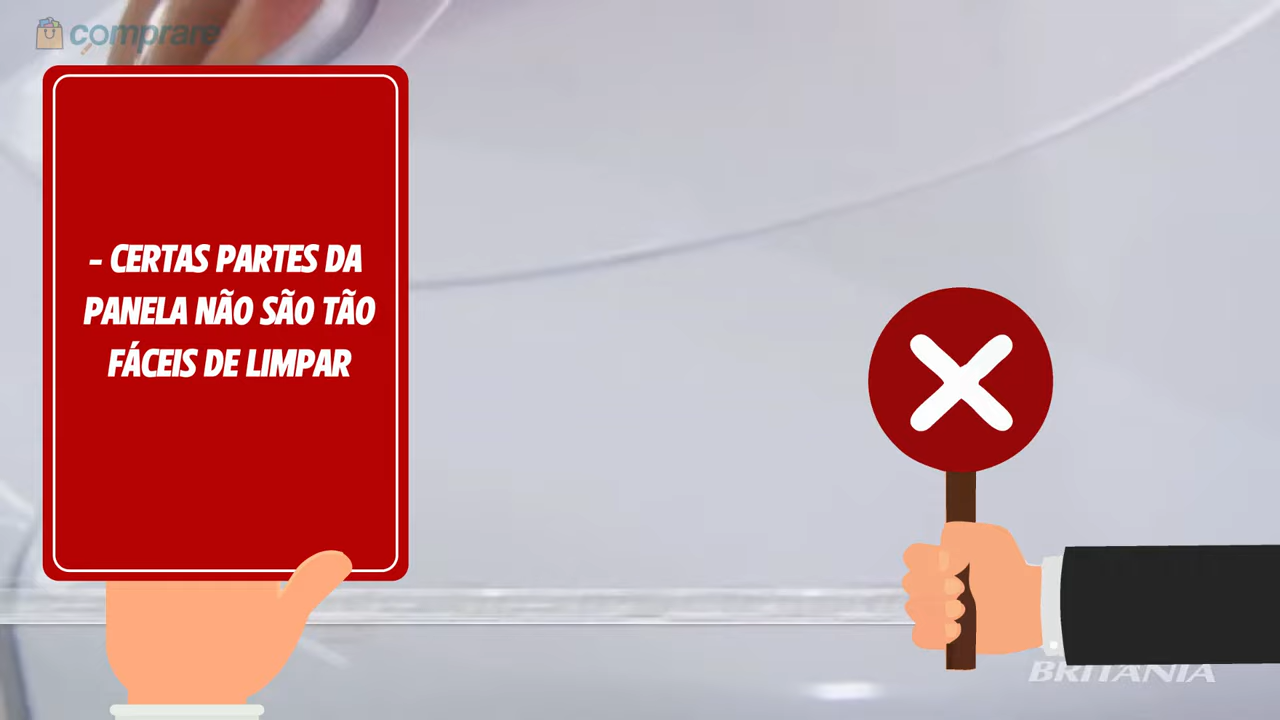 comprare
- CERTAS PARTES DA
PANELA NÃO SÃO TÃO
FÁCEIS DE LIMPAR
BRITANIA